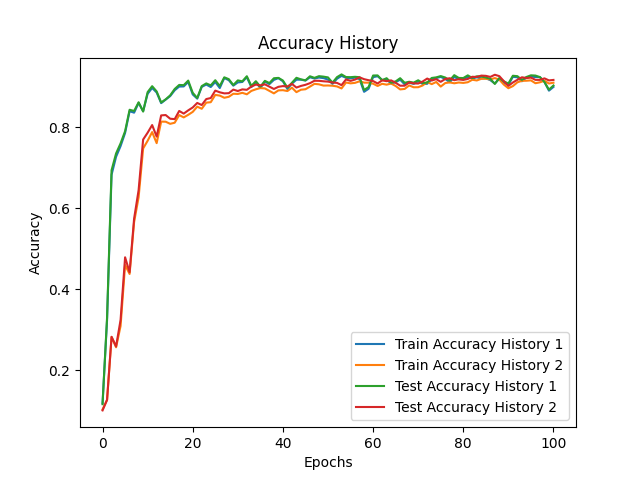 Accuracy History
Accuracy
0.8
0.6
0.4
0.2
Train Accuracy History 1
Train Accuracy History 2
Test Accuracy History 1
Test Accuracy History 2
0 20 40 60 80 100
Epochs